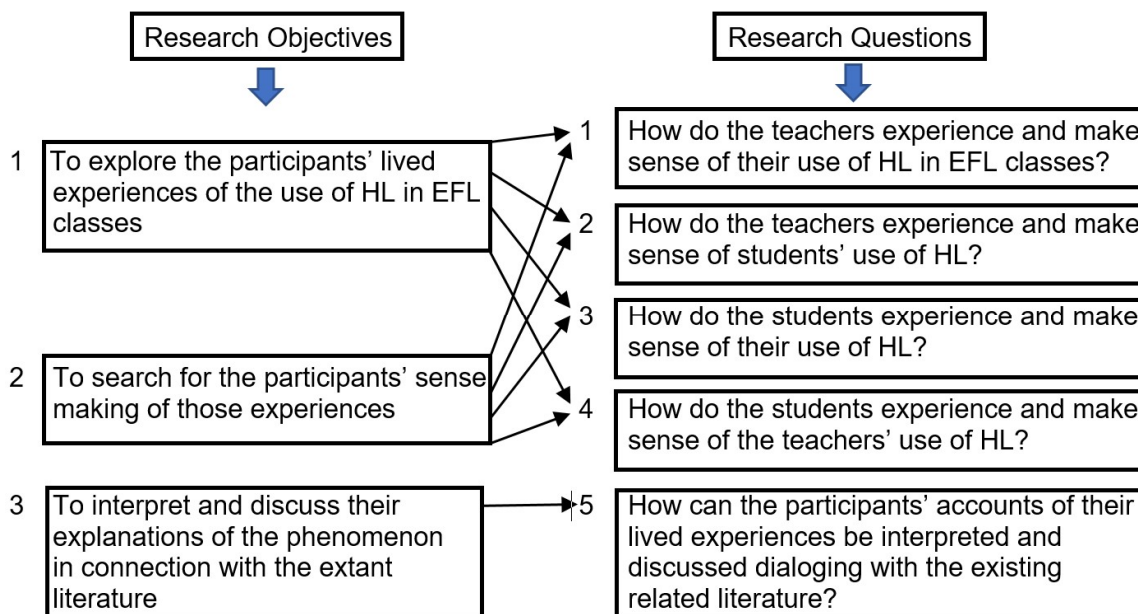 Research Objectives
Research Questions
1
To explore the participants’ lived
experiences of the use of HL in EFL
classes
2
To search for the participants’ sense
making of those experiences
3
To interpret and discuss their
explanations of the phenomenon
in connection with the extant
literature
1
How do the teachers experience and make
sense of their use of HL in EFL classes?
2
How do the teachers experience and make
sense of students’ use of HL?
3
How do the students experience and make
sense of their use of HL?
4
How do the students experience and make
sense of the teachers’ use of HL?
5
How can the participants’ accounts of their
lived experiences be interpreted and
discussed dialoging with the existing
related literature?